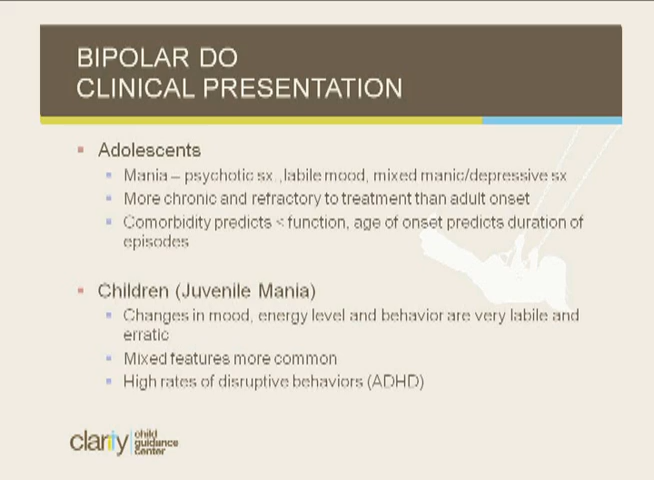 BIPOLAR DO
CLINICAL PRESENTATION
Adolescents
Mania – psychotic sx., labile mood, mixed manic/depressive sx
More chronic and refractory to treatment than adult onset
Comorbidity predicts < function, age of onset predicts duration of
episodes
Children (Juvenile Mania)
Changes in mood, energy level and behavior are very labile and
erratic
Mixed features more common
High rates of disruptive behaviors (ADHD)
clarity child
guidance
center